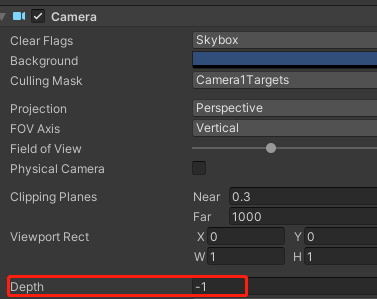 Camera
Clear Flags Skybox
Background
Culling Mask Camera1Targets
Projection Perspective
FOV Axis Vertical
Field of View
Physical Camera
Clipping Planes Near 0.3
Far 1000
Viewport Rect X 0 Y 0
W 1 H 1
Depth -1